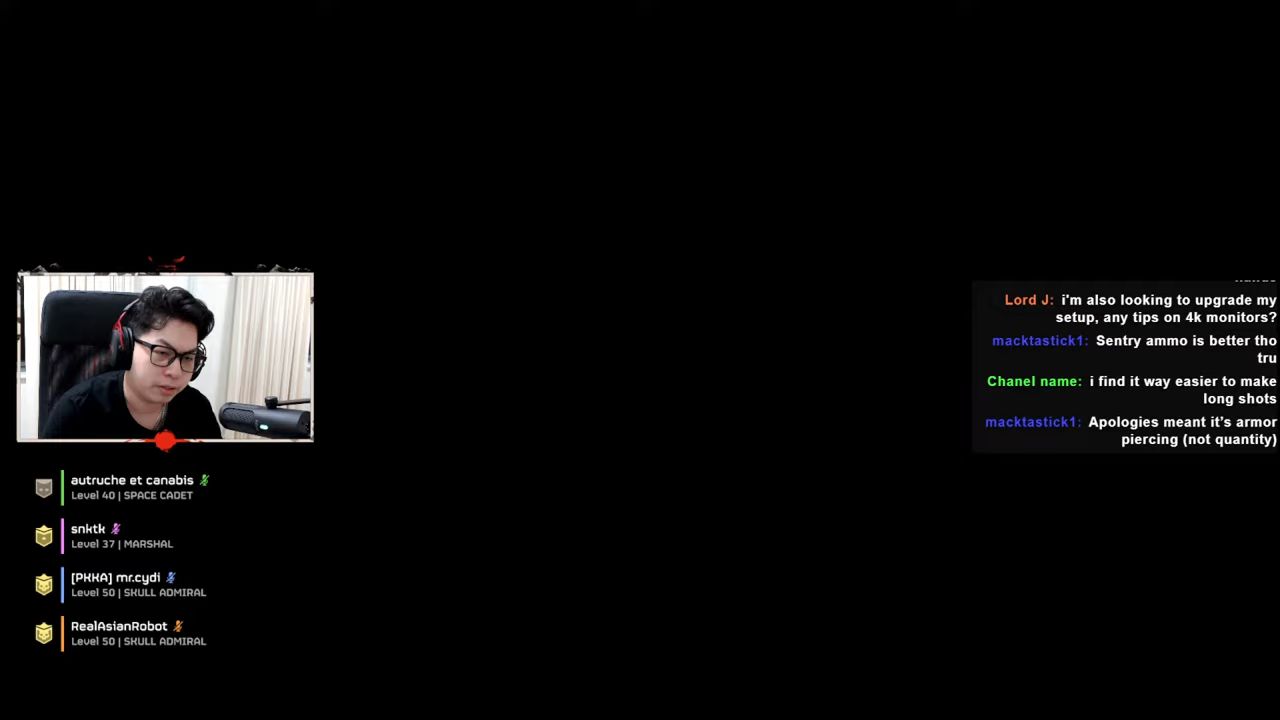 Lord J: i'm also looking to upgrade my
setup, any tips on 4k monitors?
macktastick1: Sentry ammo is better tho
tru
Chanel name: i find it way easier to make
long shots
macktastick1: Apologies meant it's armor
piercing (not quantity)
autruche et canabis
Level 40 | SPACE CADET
snktk
Level 37 | MARSHAL
[PKKA] mr.cydi
Level 50 | SKULL ADMIRAL
RealAsianRobot
Level 50 | SKULL ADMIRAL